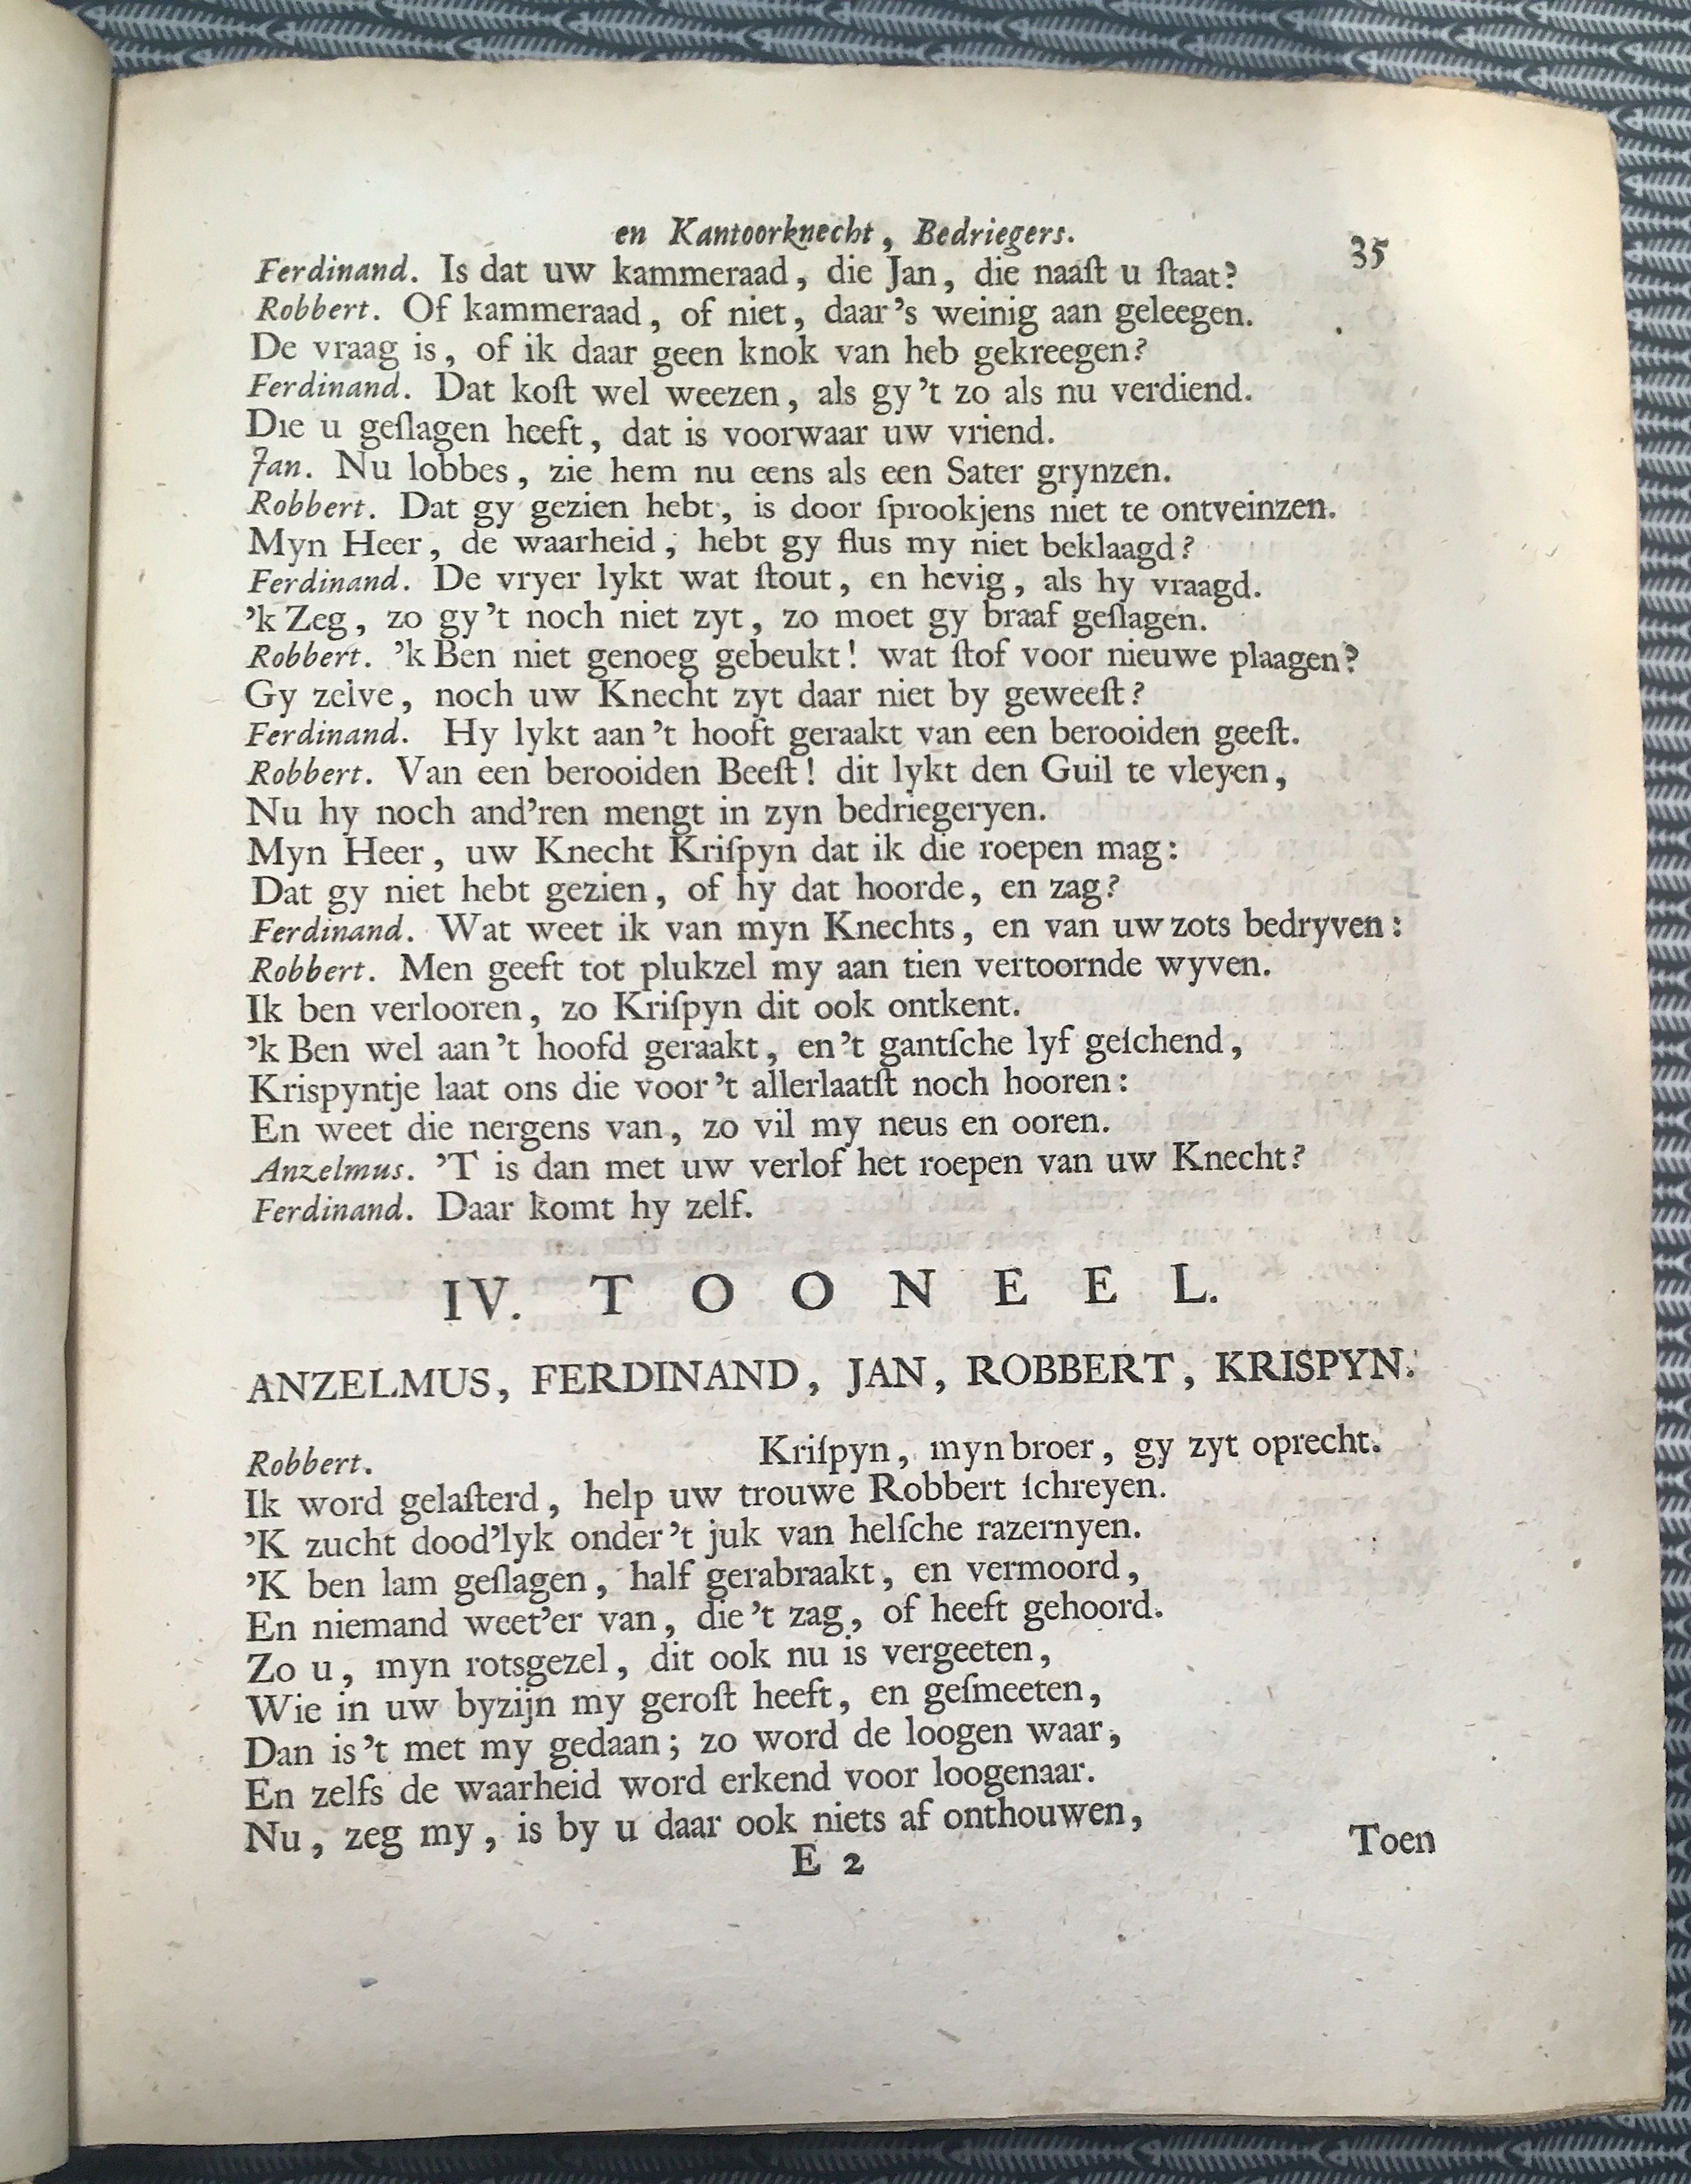 en Kantoorknecht, Bedriegers. 35
Ferdinand. Is dat uw kammeraad, die Jan, die naaſt u ſtaat?
Robbert. Of kammeraad, of niet, daar's weinig aan geleegen.
De vraag is, of ik daar geen knok van heb gekreegen?
Ferdinand. Dat koſt wel weezen, als gy't zo als nu verdiend.
Die u geſlagen heeft, dat is voorwaar uw vriend.
Jan. Nu lobbes, zie hem nu eens als een Sater grynzen.
Robbert. Dat gy gezien hebt, is door ſprookjens niet te ontveinzen.
Myn Heer, de waarheid, hebt gy flus my niet beklaagd?
Ferdinand. De vryer lykt wat ſtout, en hevig, als hy vraagd.
'k Zeg, zo gy't noch niet zyt, zo moet gy braaf geſlagen.
Robbert. 'k Ben niet genoeg gebeukt! wat ſtof voor nieuwe plaagen?
Gy zelve, noch uw Knecht zyt daar niet by geweeſt?
Ferdinand. Hy lykt aan't hooft geraakt van een berooiden geeſt.
Robbert. Van een berooiden Beeſt! dit lykt den Guil te vleyen,
Nu hy noch and'ren mengt in zyn bedriegeryen.
Myn Heer, uw Knecht Kriſpyn dat ik die roepen mag:
Dat gy niet hebt gezien, of hy dat hoorde, en zag?
Ferdinand. Wat weet ik van myn Knechts, en van uw zots bedryven:
Robbert. Men geeft tot plukzel my aan tien vertoornde wyven.
Ik ben verlooren, zo Kriſpyn dit ook ontkent.
'k Ben wel aan't hoofd geraakt, en't gantſche lyf geſchend,
Krispyntje laat ons die voor't allerlaatſt noch hooren:
En weet die nergens van, zo vil my neus en ooren.
Anzelmus. 'T is dan met uw verlof het roepen van uw Knecht?
Ferdinand. Daar komt hy zelf.
IV. TOONEEL.
ANZELMUS, FERDINAND, JAN, ROBBERT, KRISPYN.
Robbert. Kriſpyn, myn broer, gy zyt oprecht.
Ik word gelaſterd, help uw trouwe Robbert ſchreyen.
'K zucht dood'lyk onder't juk van helſche razernyen.
'K ben lam geſlagen, half gerabraakt, en vermoord,
En niemand weet'er van, die't zag, of heeft gehoord.
Zo u, myn rotsgezel, dit ook nu is vergeeten,
Wie in uw byzijn my geroſt heeft, en geſmeeten,
Dan is't met my gedaan; zo word de loogen waar,
En zelfs de waarheid word erkend voor loogenaar.
Nu, zeg my, is by u daar ook niets af onthouwen,
E 2 Toen